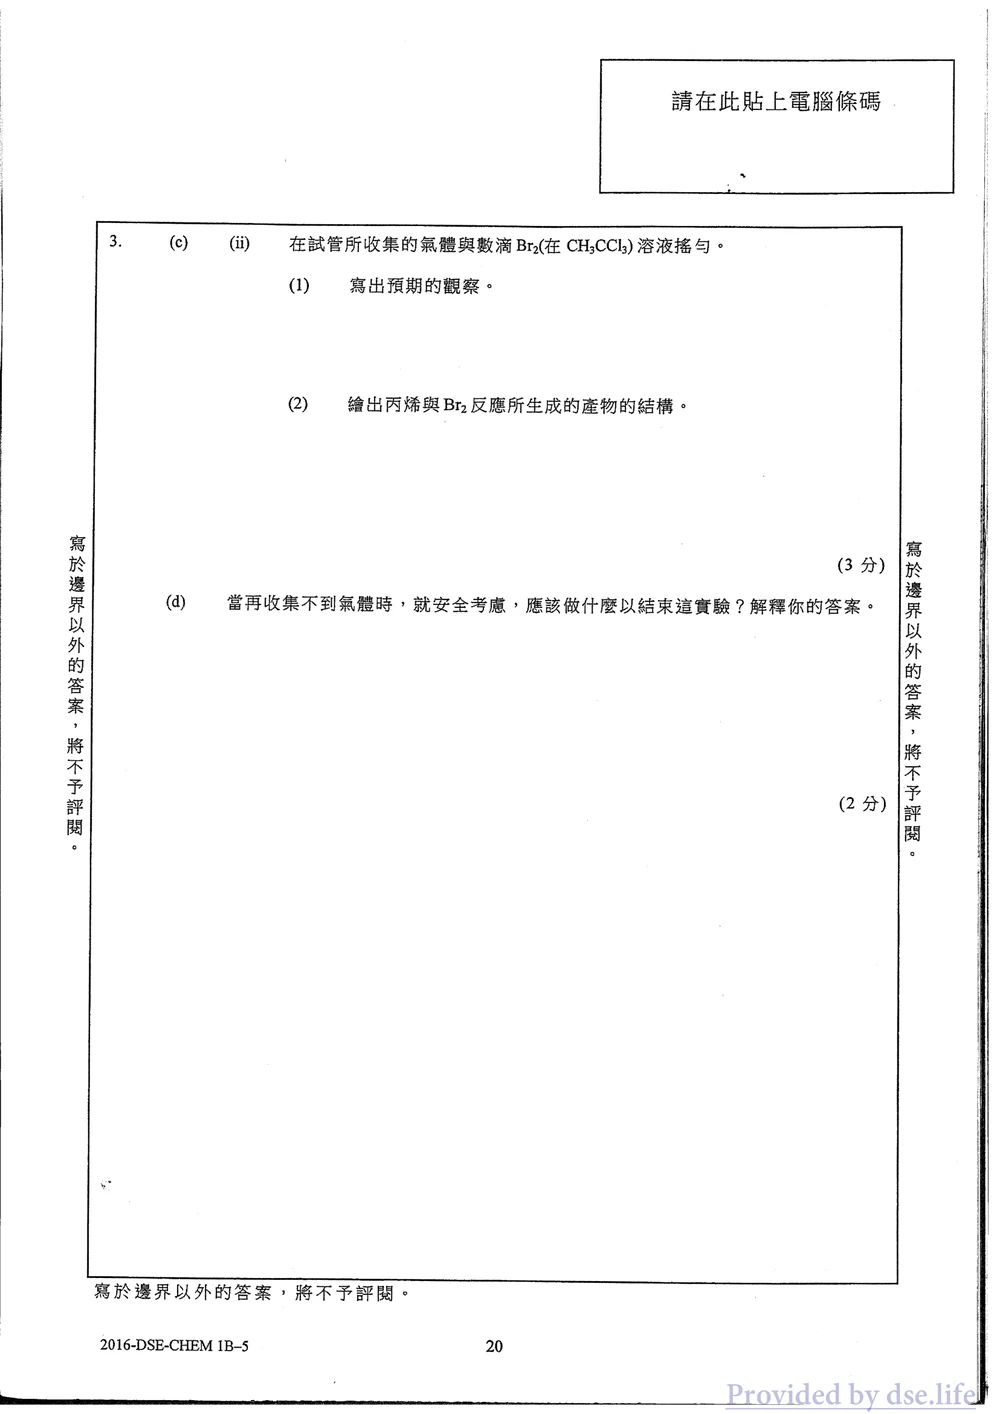 請在此貼上電腦條碼
3. (c) (ii) 在試管所收集的氣體與數滴 Br₂(在 CH₃CCl₃) 溶液搖勻。
(1) 寫出預期的觀察。
(2) 繪出丙烯與 Br₂ 反應所生成的產物的結構。
(3 分)
(d) 當再收集不到氣體時，就安全考慮，應該做什麼以結束這實驗？解釋你的答案。
(2 分)
寫於邊界以外的答案，將不予評閱。
寫於邊界以外的答案，將不予評閱。
寫於邊界以外的答案，將不予評閱。
2016-DSE-CHEM 1B–5
20
Provided by dse.life